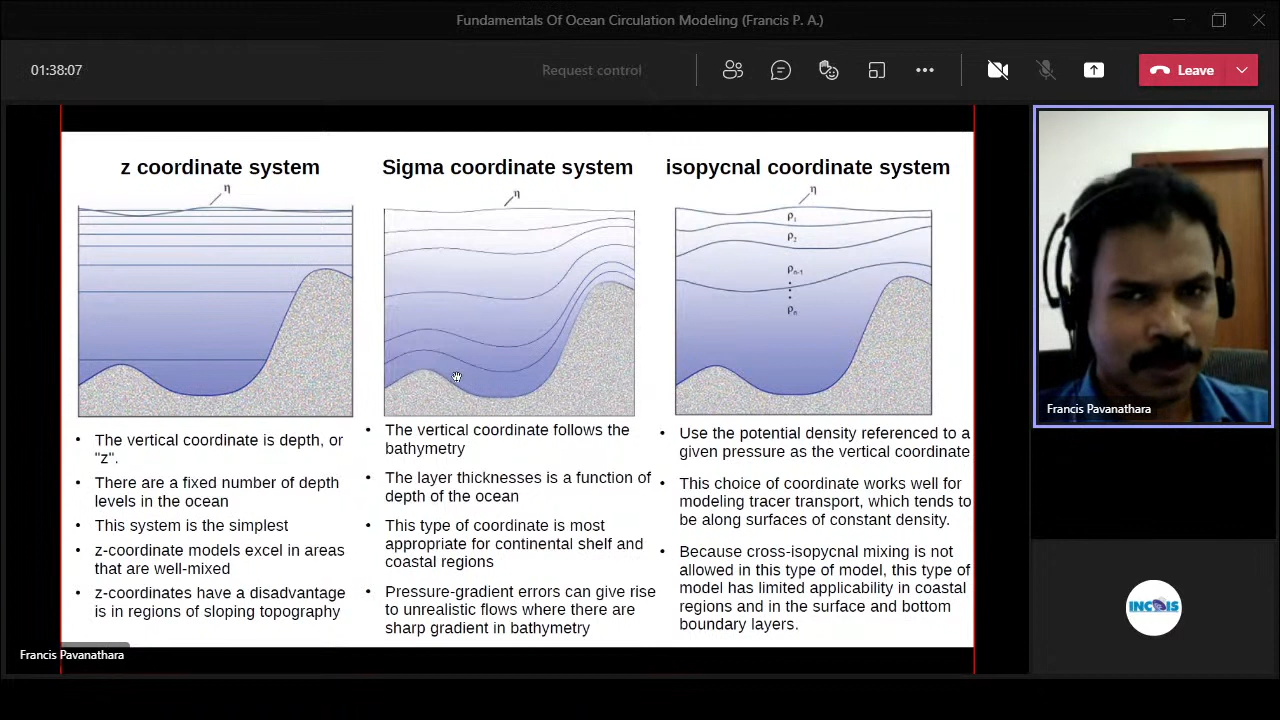 Fundamentals Of Ocean Circulation Modeling (Francis P. A.)
01:38:07
Request control
Leave
z coordinate system
η
The vertical coordinate is depth, or
"z".
There are a fixed number of depth
levels in the ocean
This system is the simplest
z-coordinate models excel in areas
that are well-mixed
z-coordinates have a disadvantage
is in regions of sloping topography
Sigma coordinate system
η
The vertical coordinate follows the
bathymetry
The layer thicknesses is a function of
depth of the ocean
This type of coordinate is most
appropriate for continental shelf and
coastal regions
Pressure-gradient errors can give rise
to unrealistic flows where there are
sharp gradient in bathymetry
isopycnal coordinate system
η
ρ1
ρ2
ρn-1
ρn
Use the potential density referenced to a
given pressure as the vertical coordinate
This choice of coordinate works well for
modeling tracer transport, which tends to
be along surfaces of constant density.
Because cross-isopycnal mixing is not
allowed in this type of model, this type of
model has limited applicability in coastal
regions and in the surface and bottom
boundary layers.
Francis Pavanathara
Francis Pavanathara
INCOIS